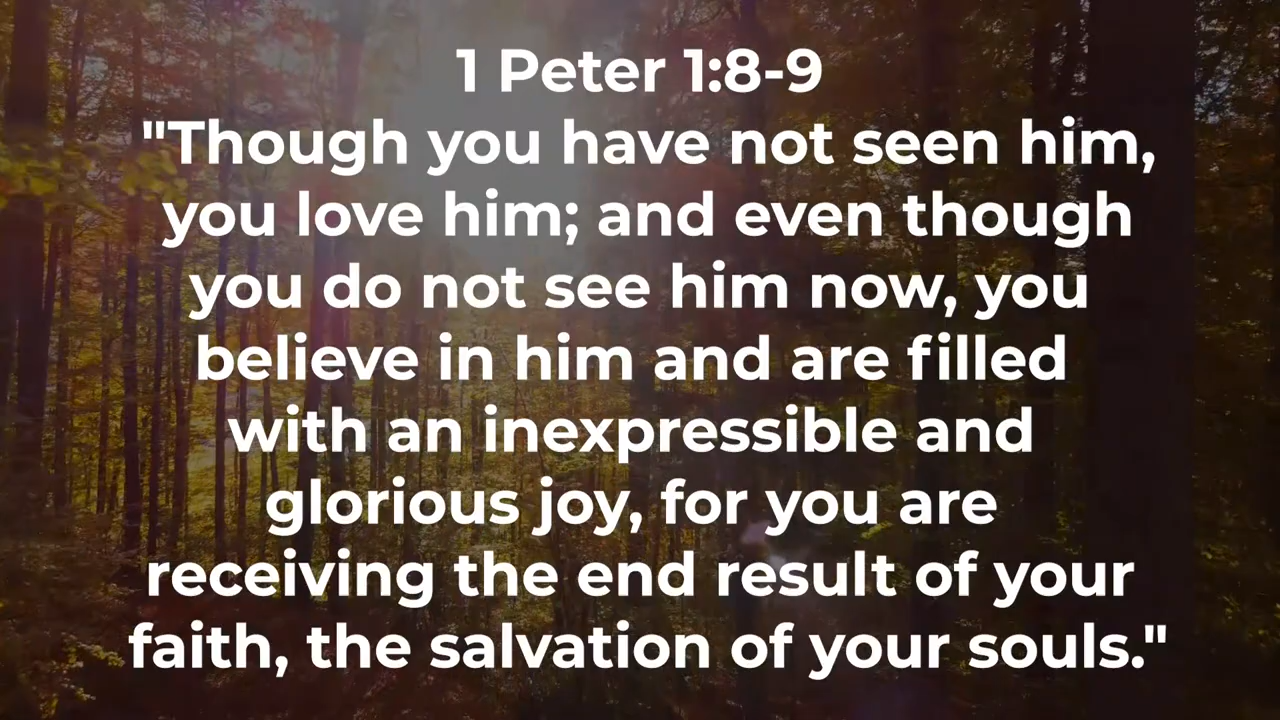 1 Peter 1:8-9
"Though you have not seen him,
you love him; and even though
you do not see him now, you
believe in him and are filled
with an inexpressible and
glorious joy, for you are
receiving the end result of your
faith, the salvation of your souls."